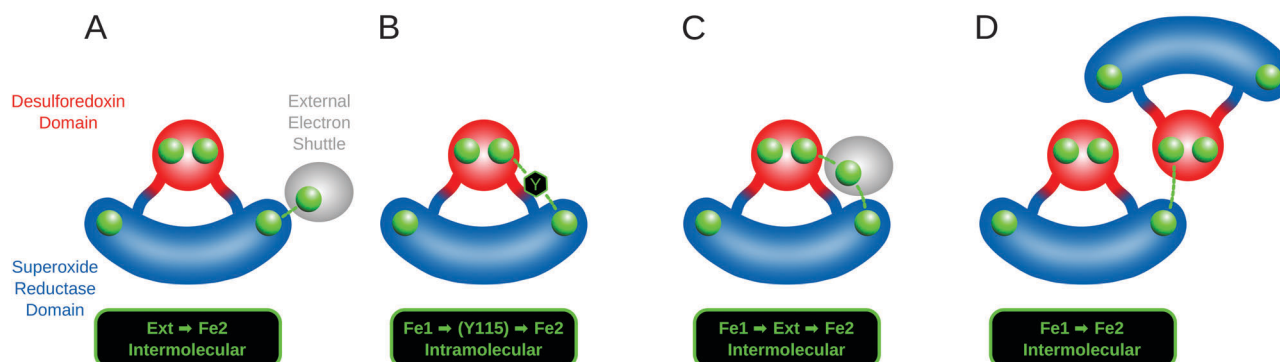 A
B
C
D
Desulforedoxin
Domain
External
Electron
Shuttle
Y
Superoxide
Reductase
Domain
Ext ➡ Fe2
Intermolecular
Fe1 ➡ (Y115) ➡ Fe2
Intramolecular
Fe1 ➡ Ext ➡ Fe2
Intermolecular
Fe1 ➡ Fe2
Intermolecular